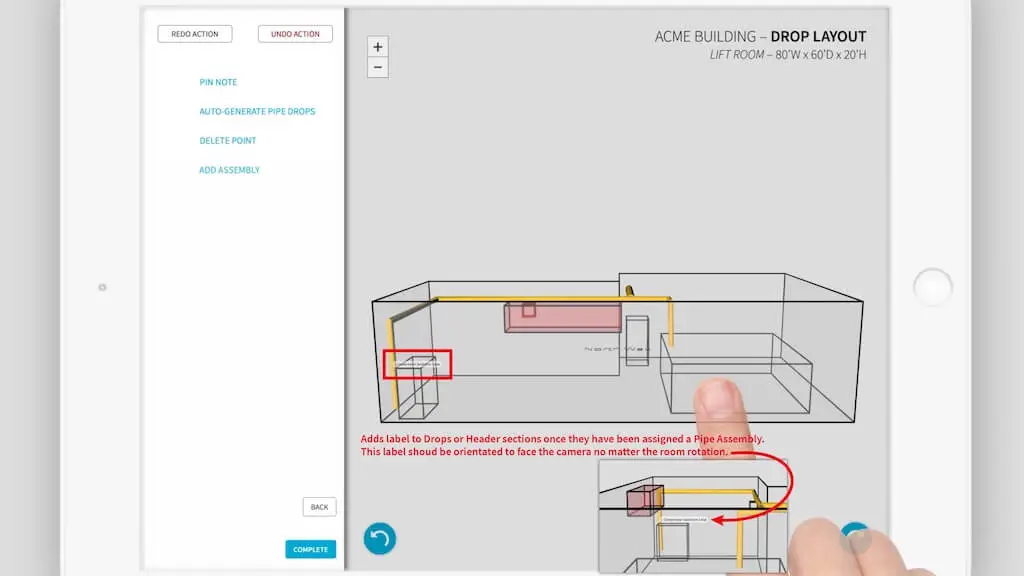 REDO ACTION
UNDO ACTION
PIN NOTE
AUTO-GENERATE PIPE DROPS
DELETE POINT
ADD ASSEMBLY
BACK
COMPLETE
+
−
ACME BUILDING – DROP LAYOUT
LIFT ROOM – 80'W x 60'D x 20'H
North Wall
Adds label to Drops or Header sections once they have been assigned a Pipe Assembly.
This label shoud be orientated to face the camera no matter the room rotation.